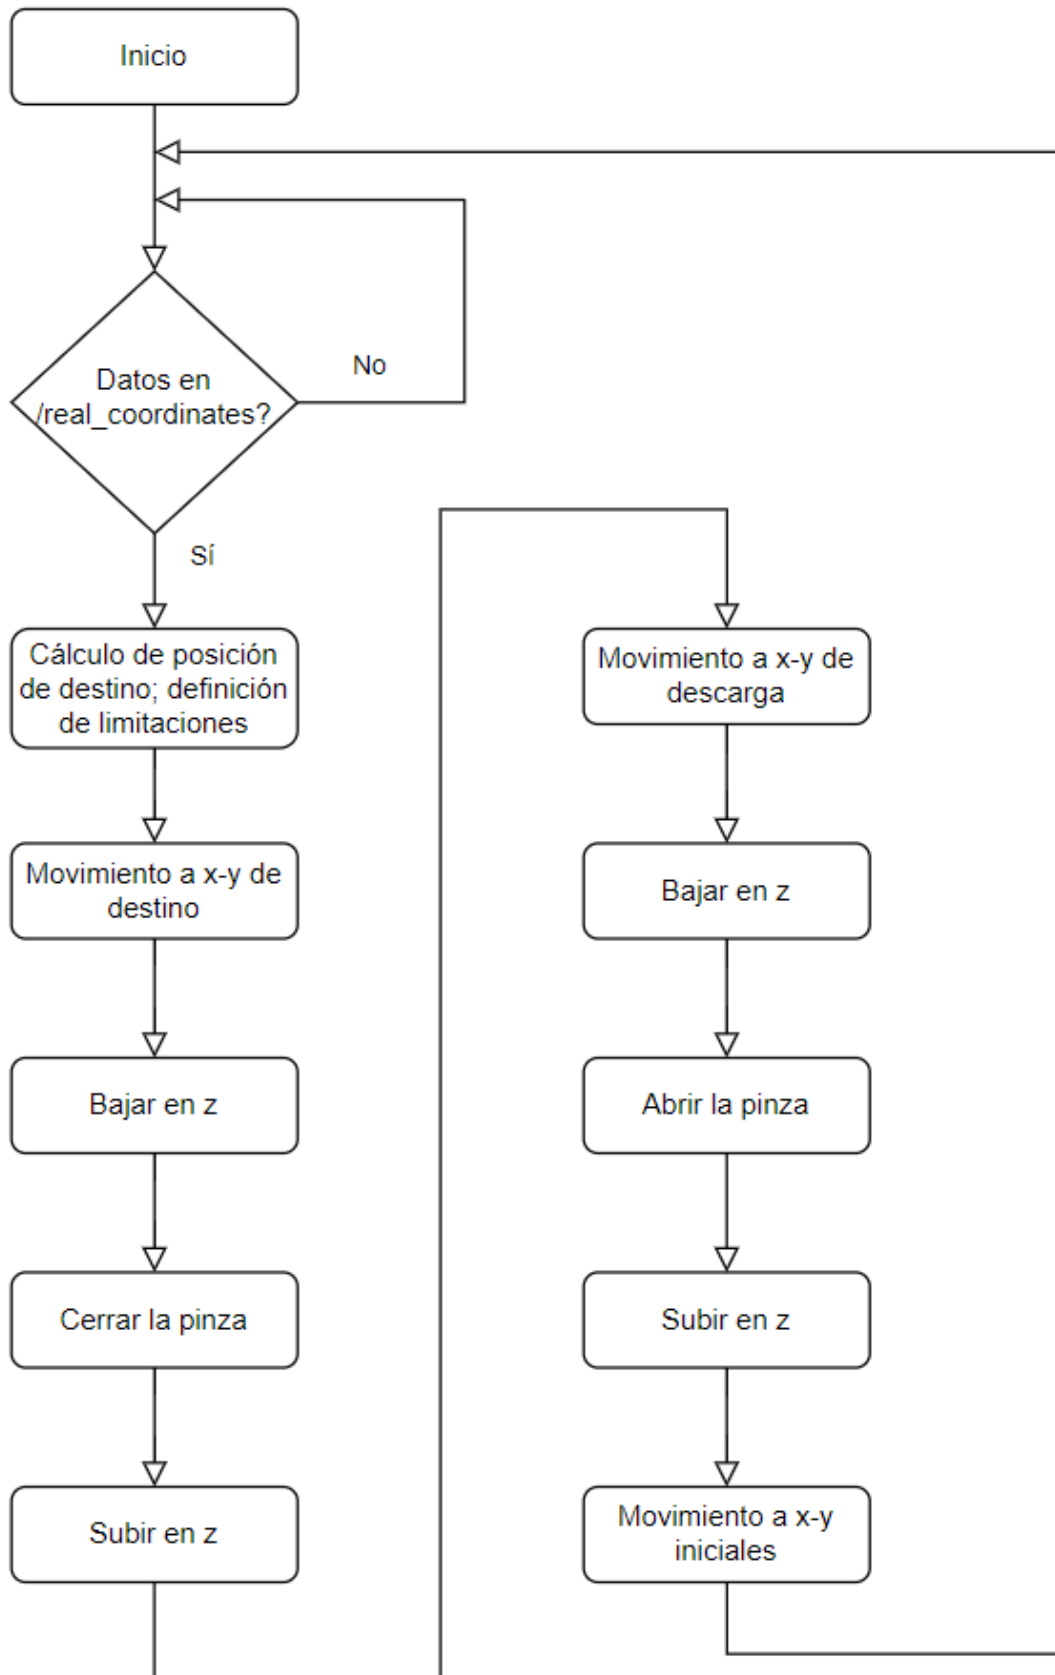 Inicio
Datos en
/real_coordinates?
No
Sí
Cálculo de posición
de destino; definición
de limitaciones
Movimiento a x-y de
destino
Bajar en z
Cerrar la pinza
Subir en z
Movimiento a x-y de
descarga
Bajar en z
Abrir la pinza
Subir en z
Movimiento a x-y
iniciales